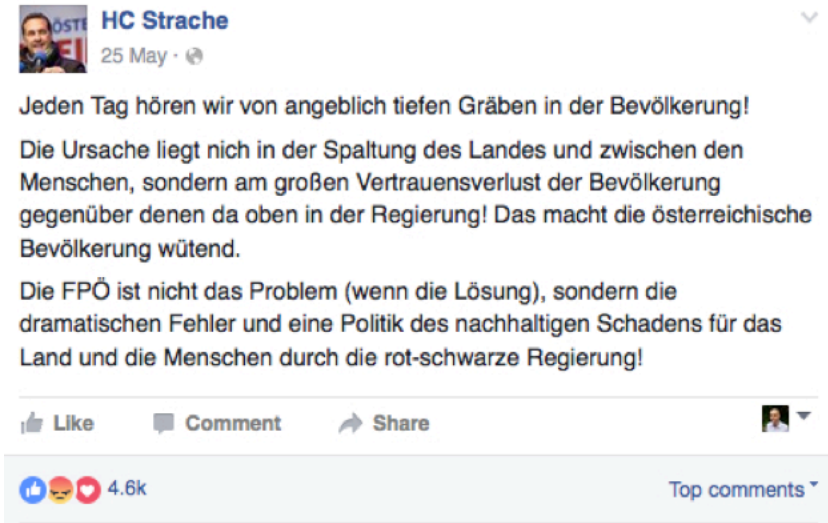 ÖSTE
HC Strache
25 May ·
Jeden Tag hören wir von angeblich tiefen Gräben in der Bevölkerung!
Die Ursache liegt nich in der Spaltung des Landes und zwischen den
Menschen, sondern am großen Vertrauensverlust der Bevölkerung
gegenüber denen da oben in der Regierung! Das macht die österreichische
Bevölkerung wütend.
Die FPÖ ist nicht das Problem (wenn die Lösung), sondern die
dramatischen Fehler und eine Politik des nachhaltigen Schadens für das
Land und die Menschen durch die rot-schwarze Regierung!
Like Comment Share
4.6k Top comments